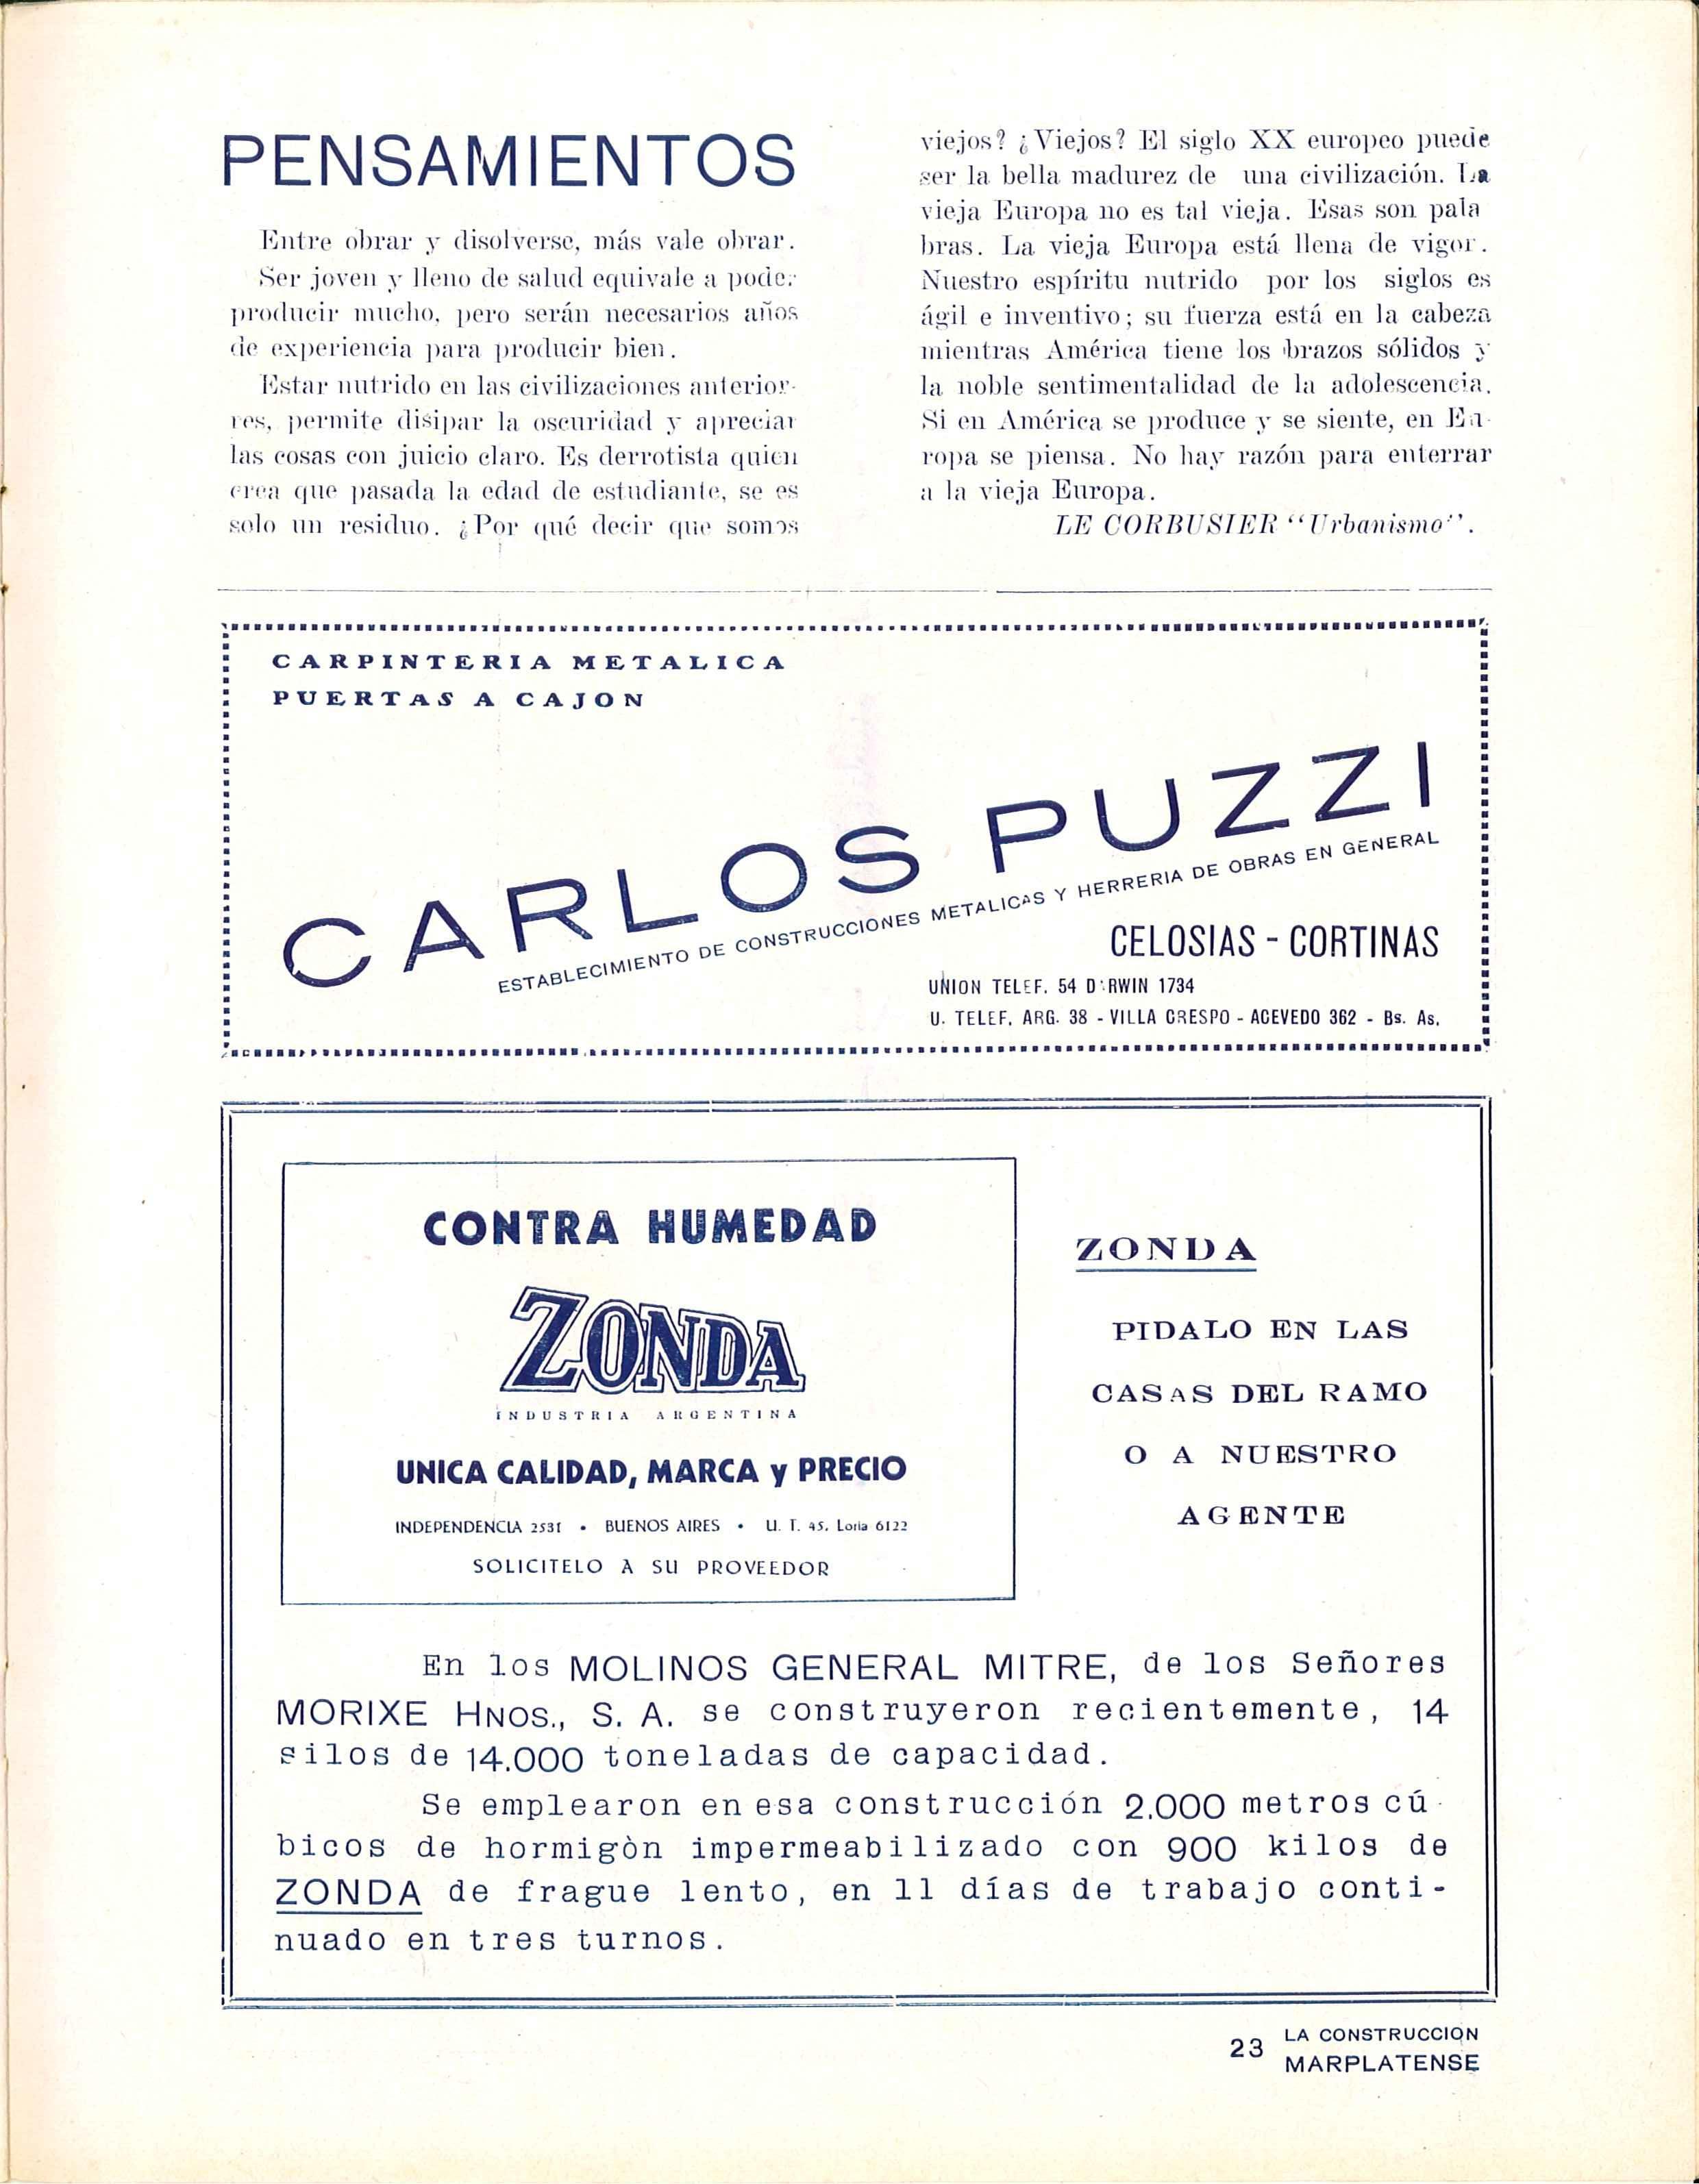 PENSAMIENTOS
Entre obrar y disolverse, más vale obrar.
Ser joven y lleno de salud equivale a poder
producir mucho, pero serán necesarios años
de experiencia para producir bien.
Estar nutrido en las civilizaciones anterior-
res, permite disipar la oscuridad y apreciar
las cosas con juicio claro. Es derrotista quien
crea que pasada la edad de estudiante, se es
solo un residuo. ¿Por qué decir que somos
viejos? ¿Viejos? El siglo XX europeo puede
ser la bella madurez de una civilización. La
vieja Europa no es tal vieja. Esas son pala
bras. La vieja Europa está llena de vigor.
Nuestro espíritu nutrido por los siglos es
ágil e inventivo; su fuerza está en la cabeza
mientras América tiene los brazos sólidos y
la noble sentimentalidad de la adolescencia.
Si en América se produce y se siente, en Eu-
ropa se piensa. No hay razón para enterrar
a la vieja Europa.
LE CORBUSIER "Urbanismo".
CARPINTERIA METALICA
PUERTAS A CAJON
CARLOS PUZZI
ESTABLECIMIENTO DE CONSTRUCCIONES METALICAS Y HERRERIA DE OBRAS EN GENERAL
CELOSIAS - CORTINAS
UNION TELEF. 54 DARWIN 1734
U. TELEF. ARG. 38 - VILLA CRESPO - ACEVEDO 362 - Bs. As.
CONTRA HUMEDAD
ZONDA
INDUSTRIA ARGENTINA
UNICA CALIDAD, MARCA y PRECIO
INDEPENDENCIA 2531 • BUENOS AIRES • U. T. 45, Loria 6122
SOLICITELO A SU PROVEEDOR
ZONDA
PIDALO EN LAS
CASAS DEL RAMO
O A NUESTRO
AGENTE
En los MOLINOS GENERAL MITRE, de los Señores
MORIXE HNOS., S. A. se construyeron recientemente, 14
silos de 14.000 toneladas de capacidad.
Se emplearon en esa construcción 2.000 metros cú-
bicos de hormigòn impermeabilizado con 900 kilos de
ZONDA de frague lento, en 11 días de trabajo conti-
nuado en tres turnos.
23 LA CONSTRUCCION
MARPLATENSE